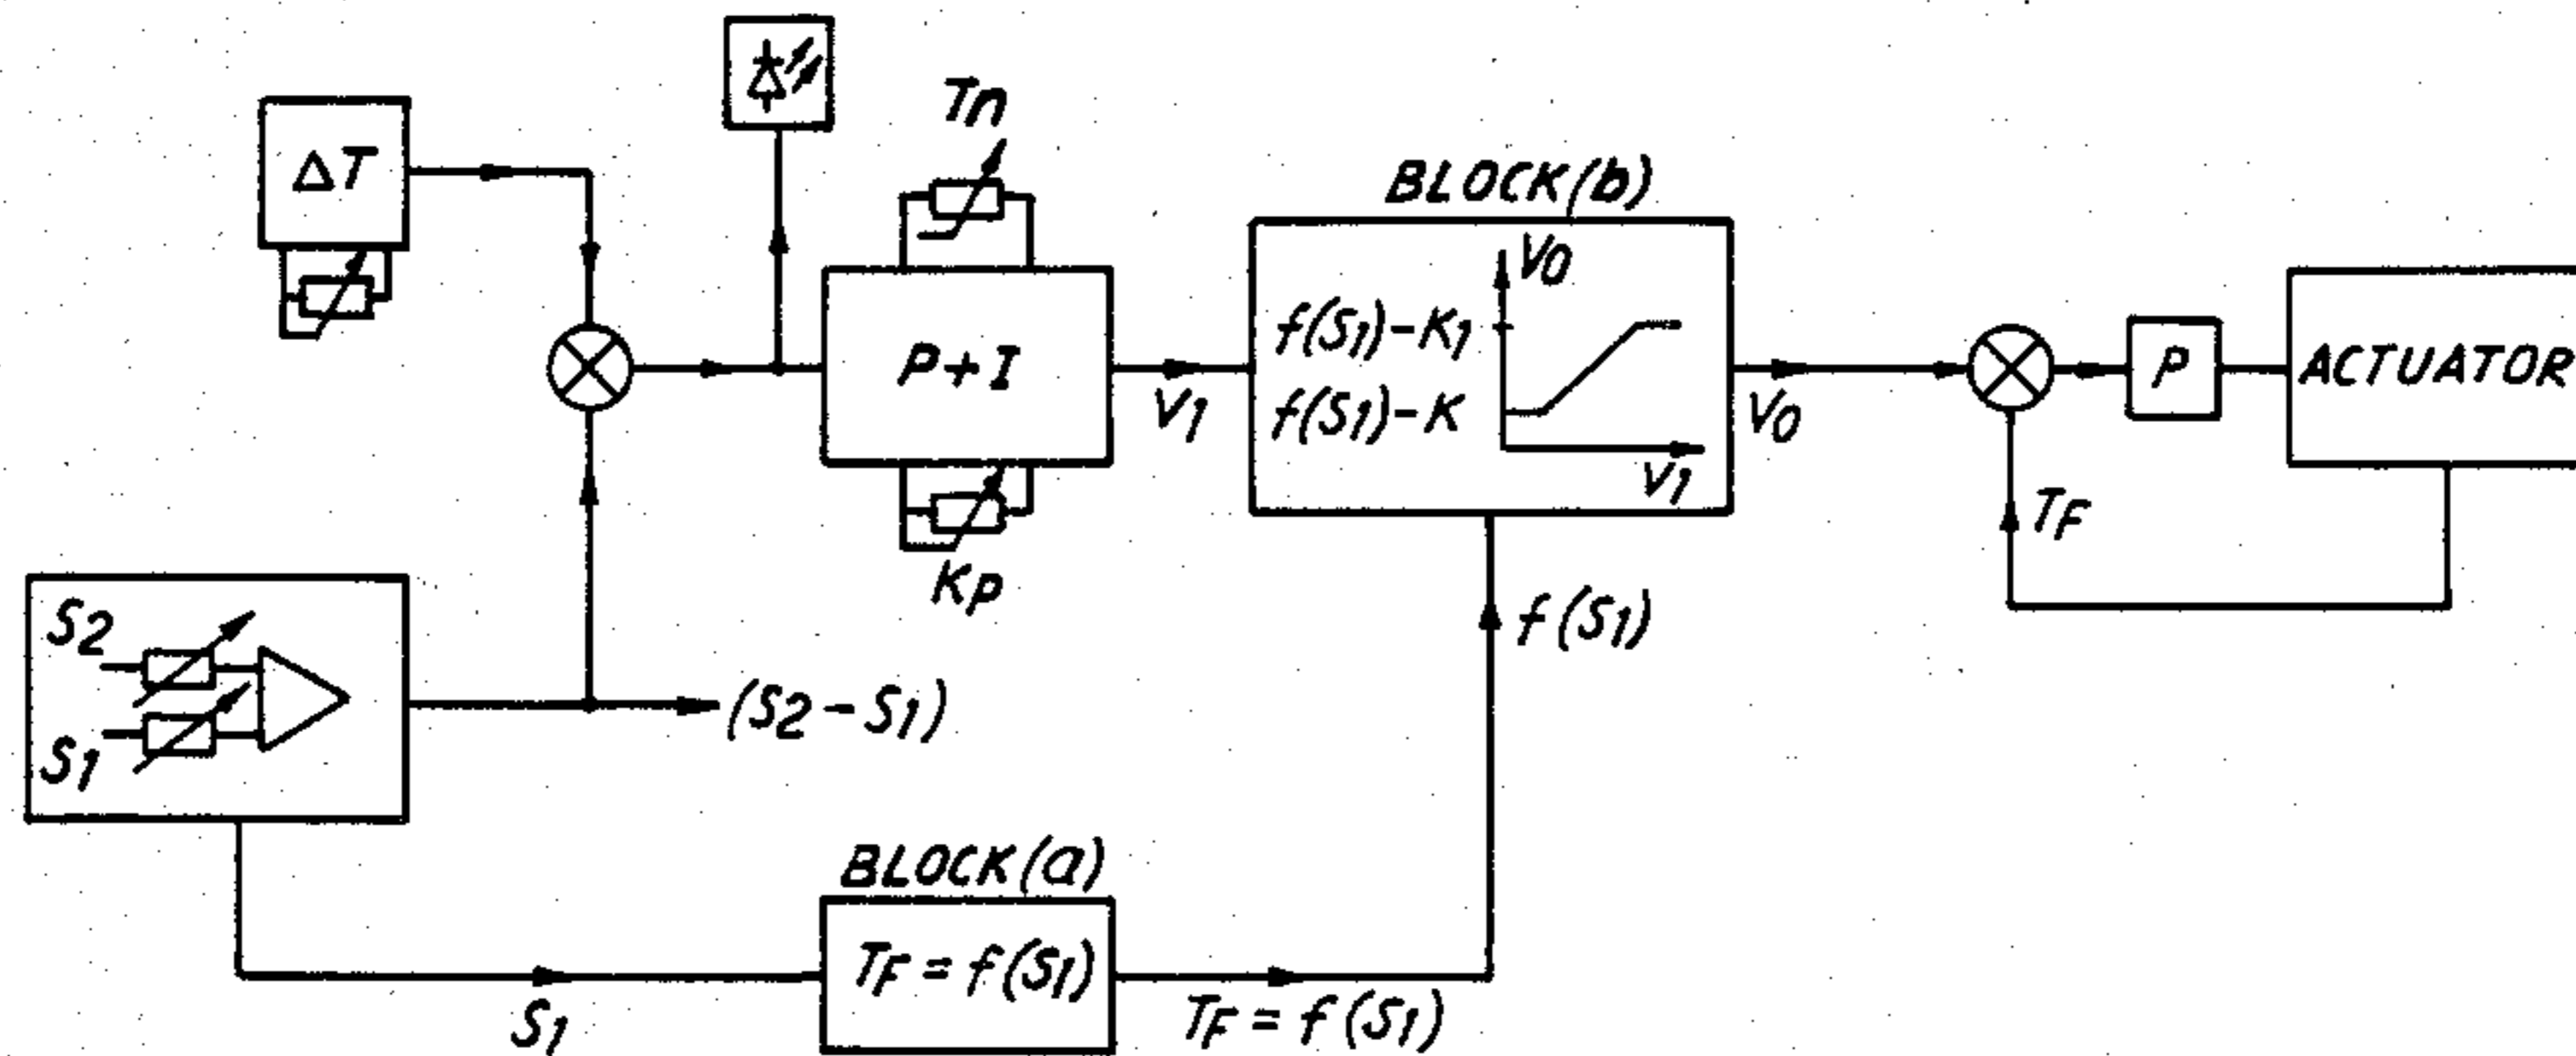 ΔT
Tn
P+I
Kp
V1
BLOCK(b)
V0
f(S1)-K1
f(S1)-K
V1
V0
P
ACTUATOR
TF
f(S1)
S2
S1
(S2-S1)
S1
BLOCK(a)
TF=f(S1)
TF=f(S1)